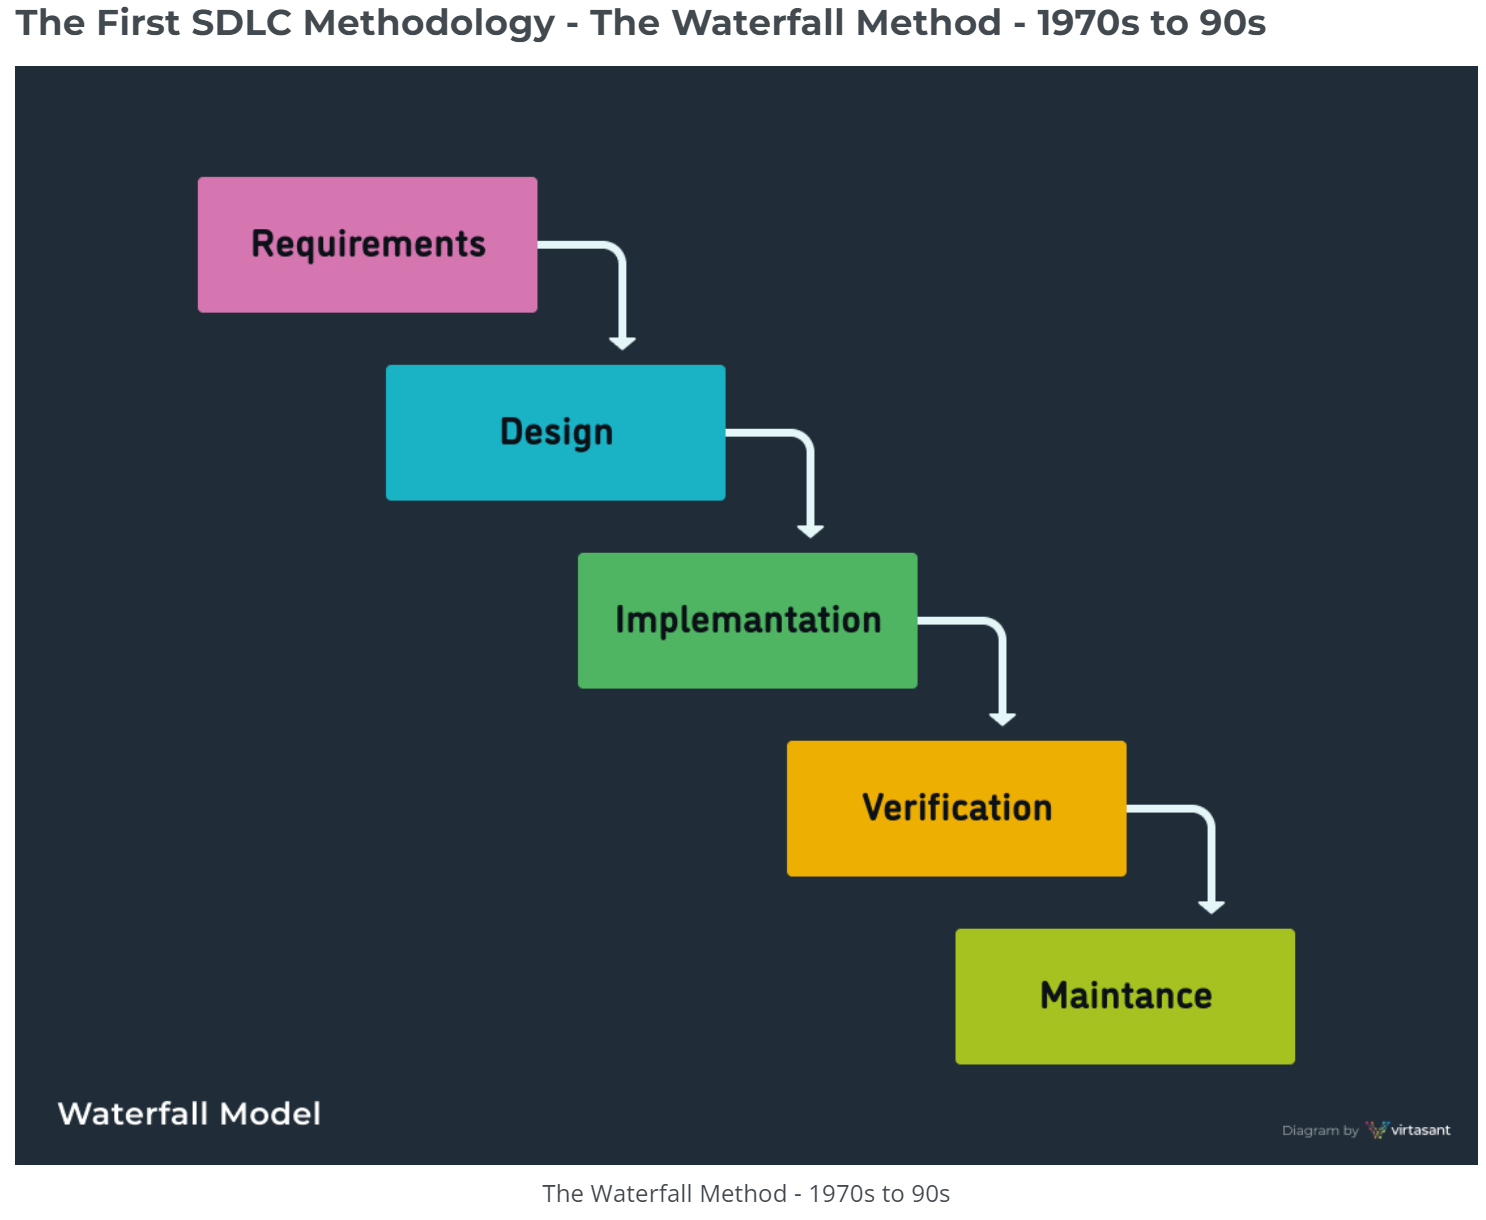 The First SDLC Methodology - The Waterfall Method - 1970s to 90s
Requirements
Design
Implemantation
Verification
Maintance
Waterfall Model
Diagram by virtasant
The Waterfall Method - 1970s to 90s